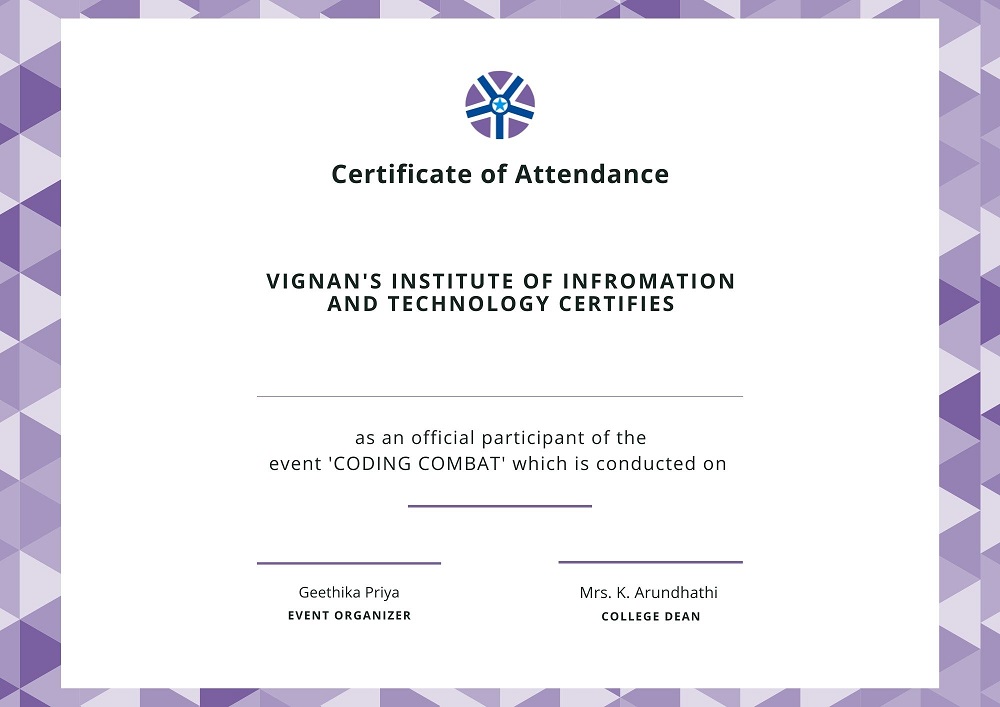 Certificate of Attendance
VIGNAN'S INSTITUTE OF INFROMATION
AND TECHNOLOGY CERTIFIES
as an official participant of the
event 'CODING COMBAT' which is conducted on
Geethika Priya
EVENT ORGANIZER
Mrs. K. Arundhathi
COLLEGE DEAN